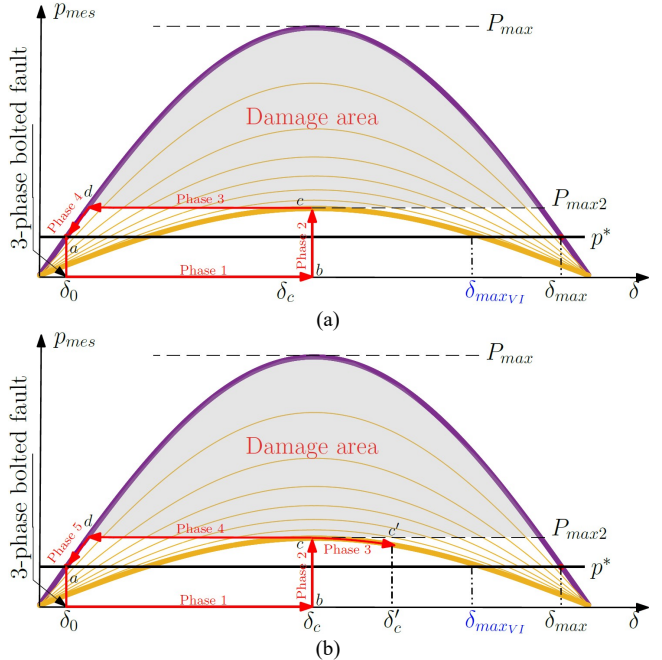 p_mes
P_max
3-phase bolted fault
Damage area
Phase 4
d
Phase 3
c
P_max2
Phase 2
p*
a
Phase 1
b
δ_0
δ_c
δ_max_VI
δ_max
δ
(a)
p_mes
P_max
3-phase bolted fault
Damage area
Phase 5
d
Phase 4
c
c'
Phase 3
P_max2
Phase 2
p*
a
Phase 1
b
δ_0
δ_c
δ'_c
δ_max_VI
δ_max
δ
(b)